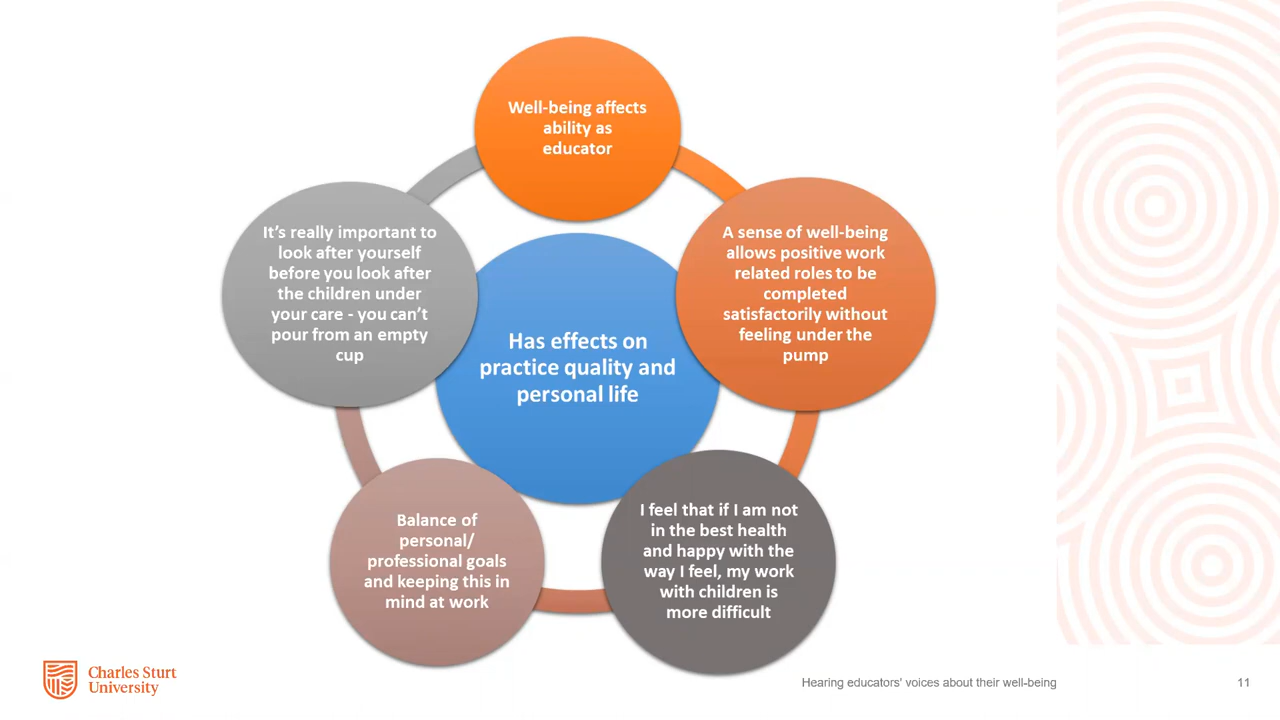 Well-being affects
ability as
educator
A sense of well-being
allows positive work
related roles to be
completed
satisfactorily without
feeling under the
pump
I feel that if I am not
in the best health
and happy with the
way I feel, my work
with children is
more difficult
Balance of
personal/
professional goals
and keeping this in
mind at work
It’s really important to
look after yourself
before you look after
the children under
your care - you can’t
pour from an empty
cup
Has effects on
practice quality and
personal life
Charles Sturt
University
Hearing educators' voices about their well-being
11